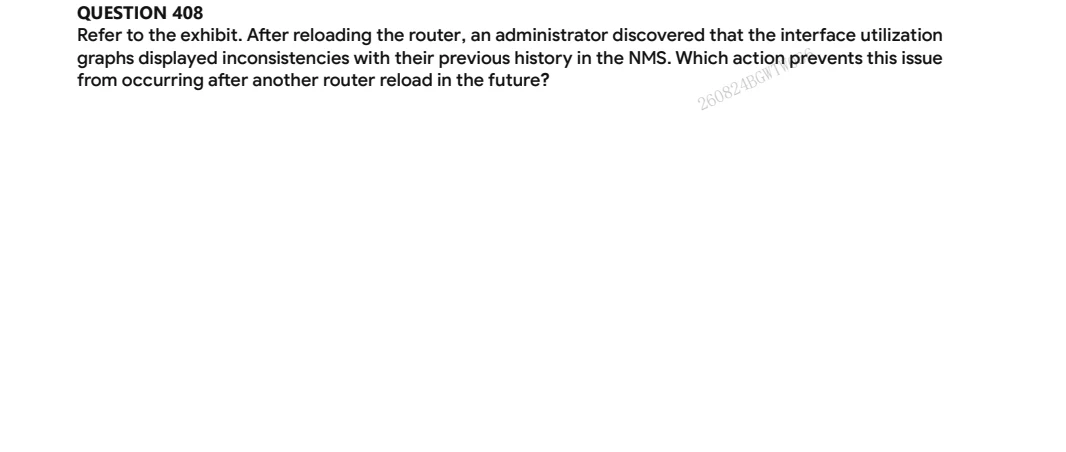 QUESTION 408
Refer to the exhibit. After reloading the router, an administrator discovered that the interface utilization
graphs displayed inconsistencies with their previous history in the NMS. Which action prevents this issue
from occurring after another router reload in the future?